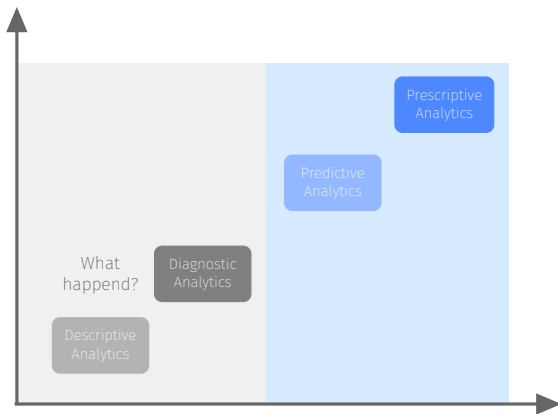 Prescriptive
Analytics
Predictive
Analytics
What
happend?
Diagnostic
Analytics
Descriptive
Analytics